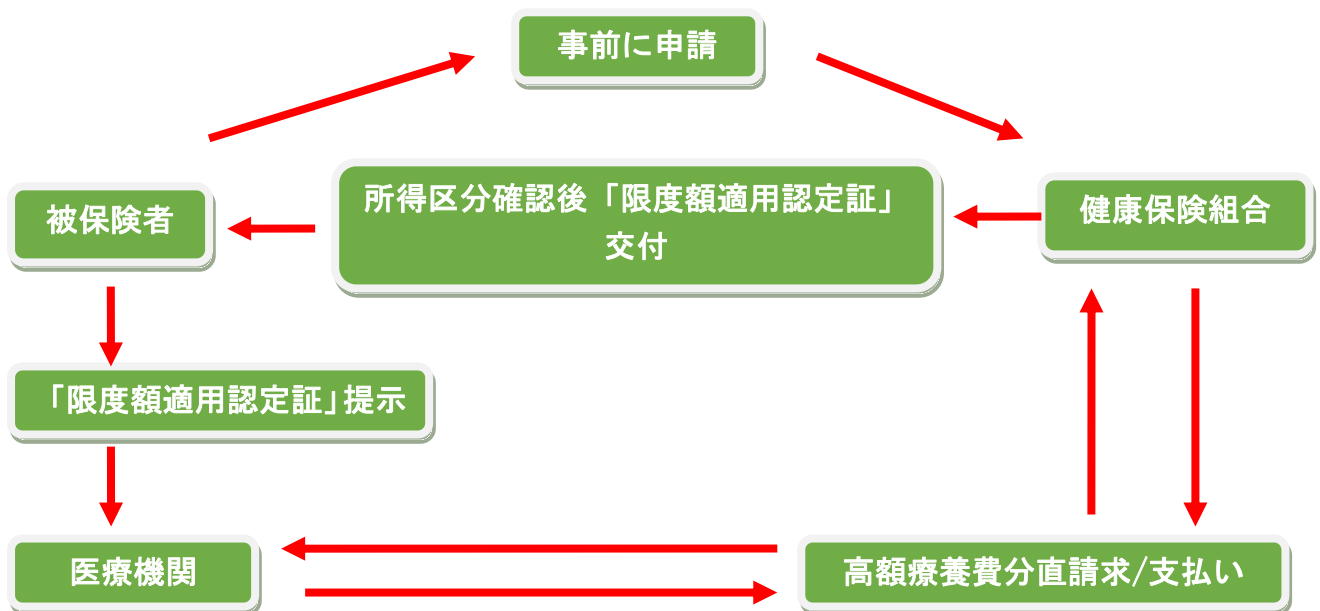 事前に申請
所得区分確認後「限度額適用認定証」
交付
被保険者
健康保険組合
「限度額適用認定証」提示
医療機関
高額療養費分直請求/支払い